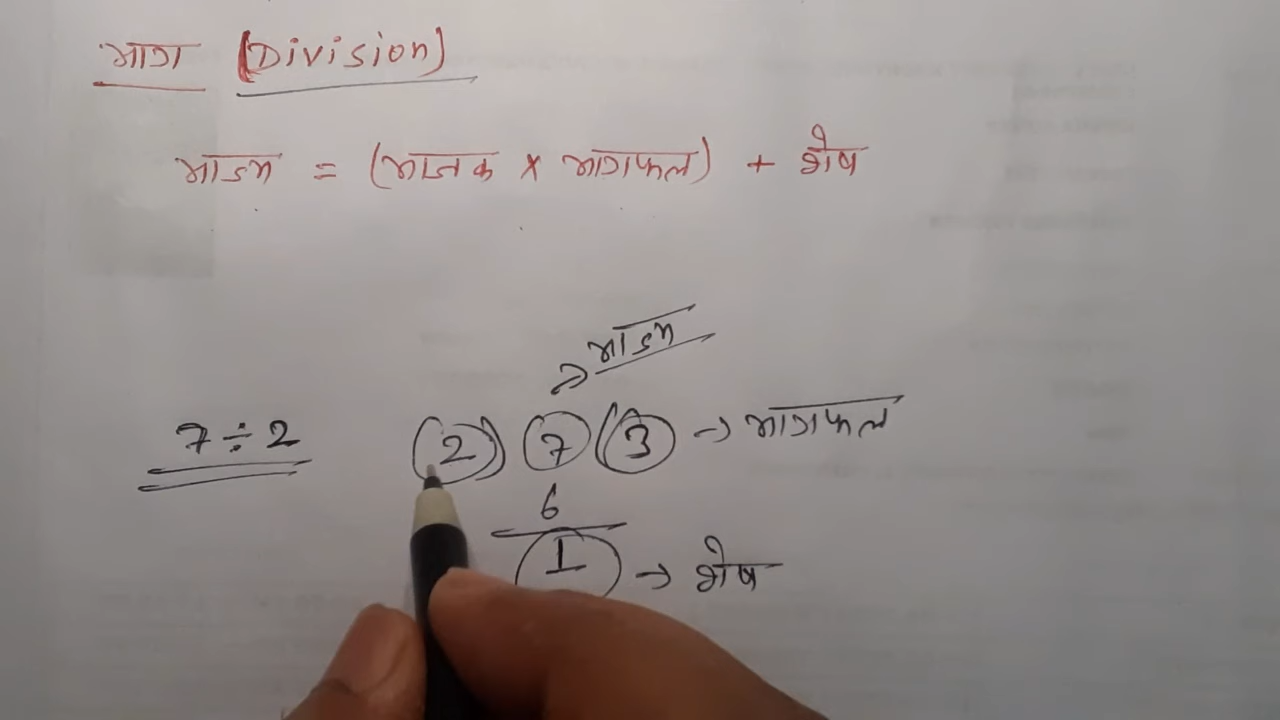 भाग (Division)
भाज्य = (भाजक × भागफल) + शेष
→ भाज्य
7 ÷ 2   2) 7 (3 → भागफल
6
1 → शेष